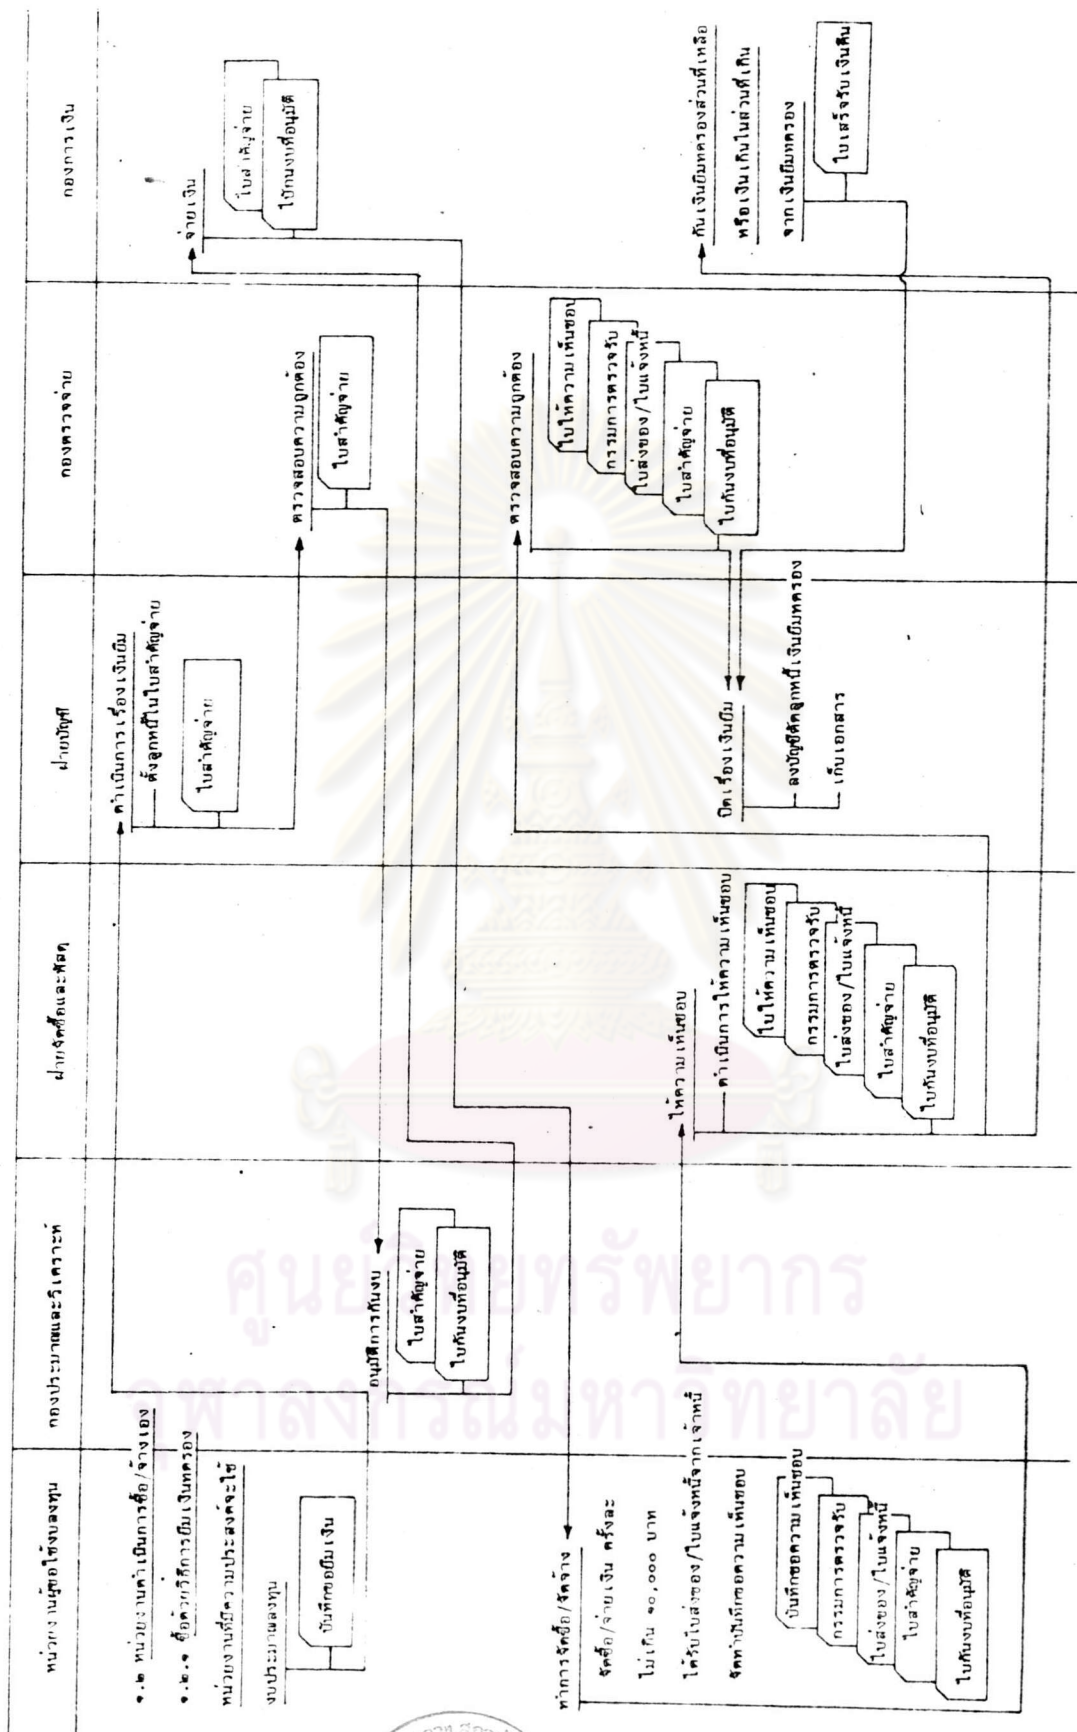 หน่วยงานผู้ขอใช้งบลงทุน
กองประมาณและวิเคราะห์
ฝ่ายจัดซื้อและพัสดุ
ฝ่ายบัญชี
กองตรวจจ่าย
กองการเงิน
๑.๒ หน่วยงานดำเนินการซื้อ/จ้างเอง
๑.๒.๑ ซื้อด้วยวิธีการยืมเงินทดรอง
หน่วยงานที่มีความประสงค์จะใช้
งบประมาณลงทุน
บันทึกขอยืมเงิน
ดำเนินการเรื่องเงินยืม
ตั้งลูกหนี้ในใบสำคัญจ่าย
ใบสำคัญจ่าย
ตรวจสอบความถูกต้อง
ใบสำคัญจ่าย
อนุมัติการกันงบ
ใบสำคัญจ่าย
ใบกันงบที่อนุมัติ
จ่ายเงิน
ใบสำคัญจ่าย
ใบกันงบที่อนุมัติ
ทำการจัดซื้อ/จัดจ้าง
จัดซื้อ/จ่ายเงิน ครั้งละ
ไม่เกิน ๑๐,๐๐๐ บาท
ได้รับใบส่งของ/ใบแจ้งหนี้จากเจ้าหนี้
จัดทำบันทึกขอความเห็นชอบ
บันทึกขอความเห็นชอบ
กรรมการตรวจรับ
ใบส่งของ/ใบแจ้งหนี้
ใบสำคัญจ่าย
ใบกันงบที่อนุมัติ
ให้ความเห็นชอบ
ดำเนินการให้ความเห็นชอบ
ใบให้ความเห็นชอบ
กรรมการตรวจรับ
ใบส่งของ/ใบแจ้งหนี้
ใบสำคัญจ่าย
ใบกันงบที่อนุมัติ
ตรวจสอบความถูกต้อง
ใบให้ความเห็นชอบ
กรรมการตรวจรับ
ใบส่งของ/ใบแจ้งหนี้
ใบสำคัญจ่าย
ใบกันงบที่อนุมัติ
คืนเงินยืมทดรองส่วนที่เหลือ
หรือเงินเกินในส่วนที่เกิน
จากเงินยืมทดรอง
ใบเสร็จรับเงินคืน
ปิดเรื่องเงินยืม
ลงบัญชีตัดลูกหนี้เงินยืมทดรอง
เก็บเอกสาร
ศูนย์วิทยทรัพยากร
จุฬาลงกรณ์มหาวิทยาลัย